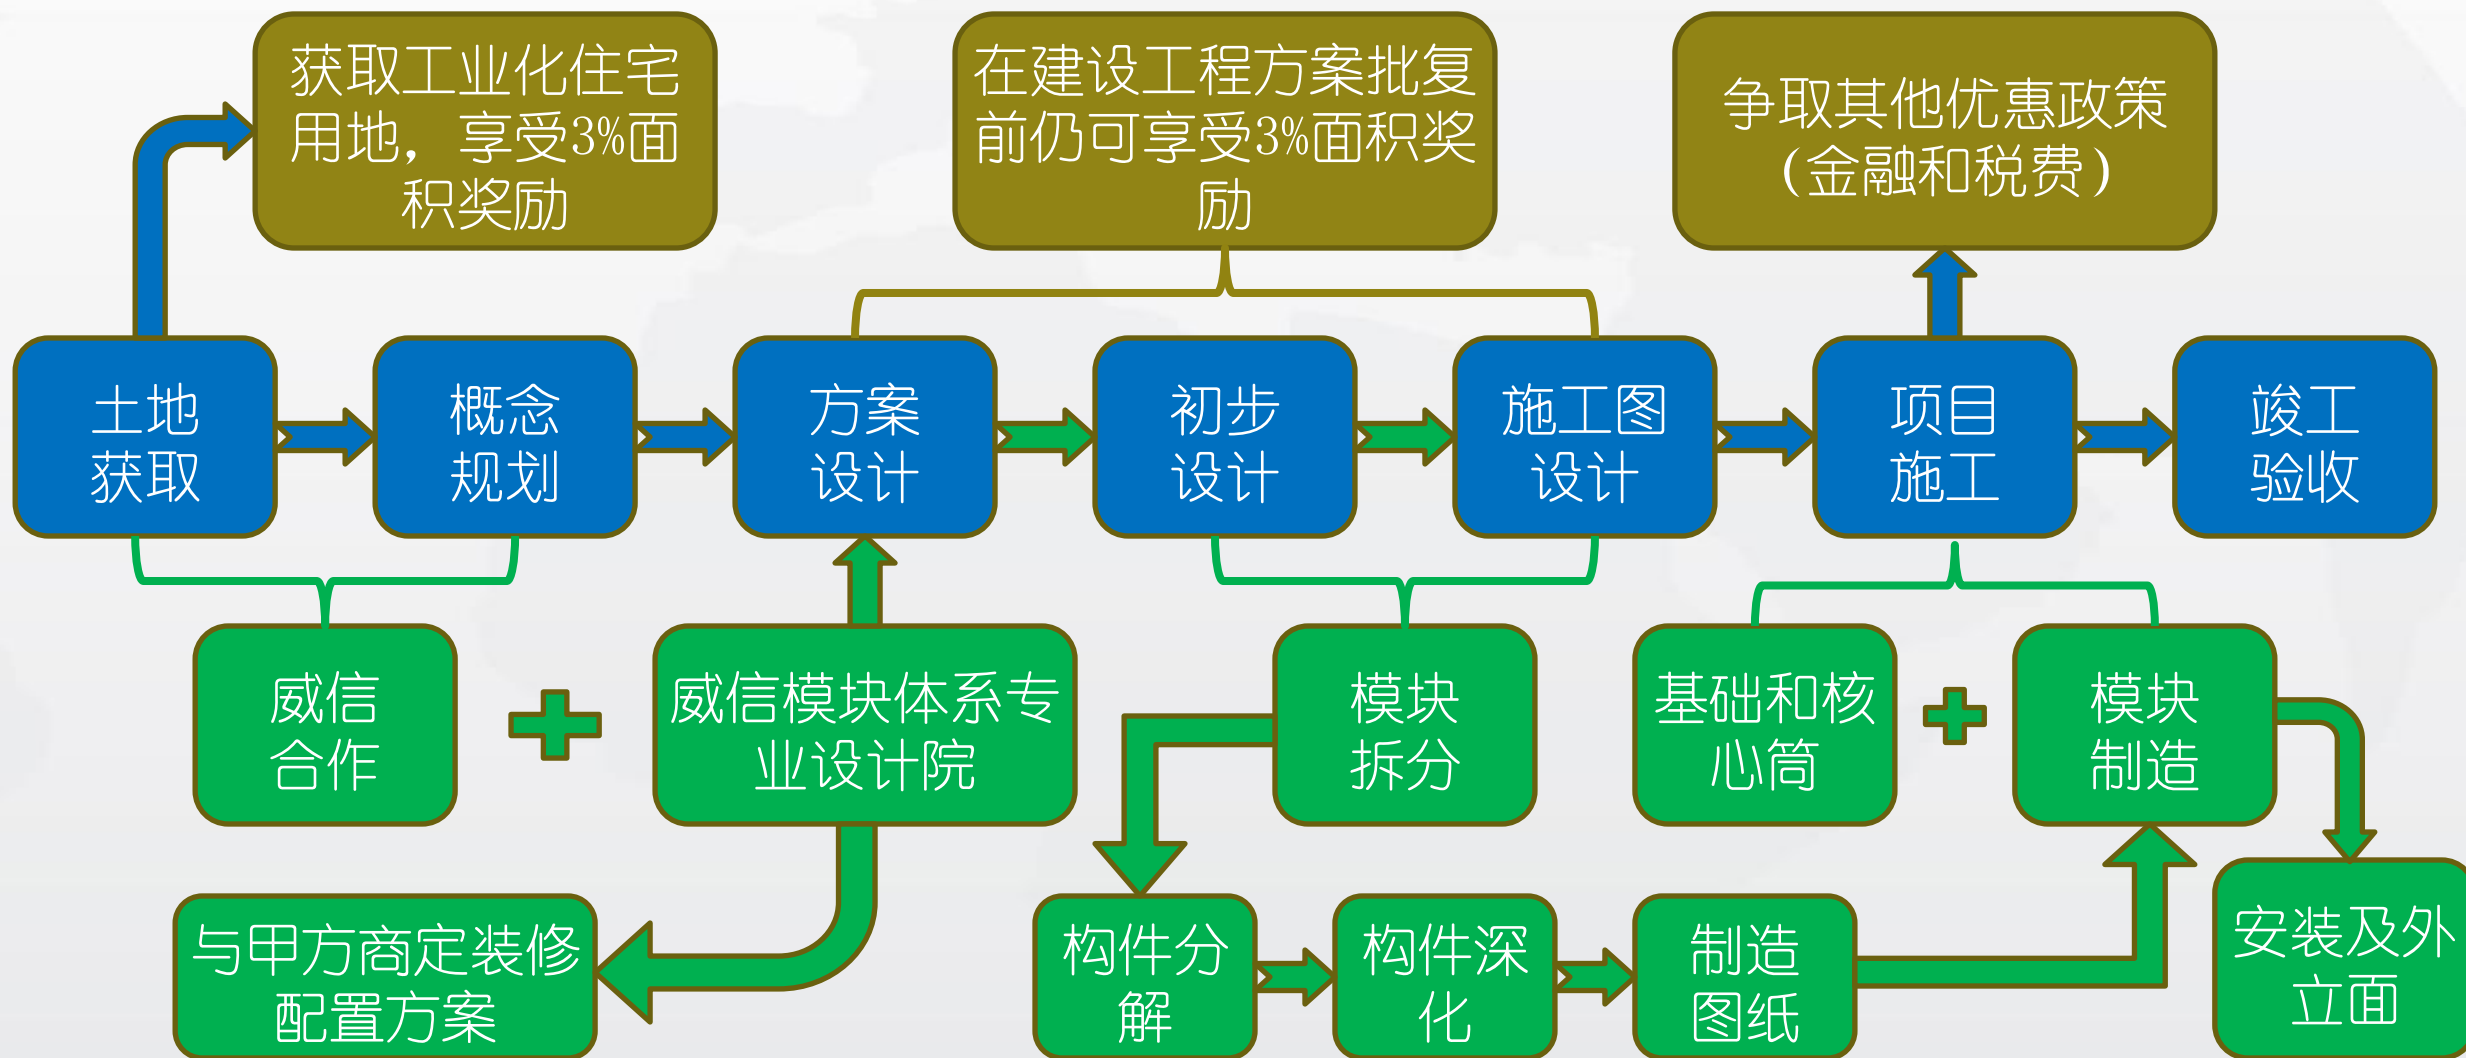 获取工业化住宅
用地，享受3%面
积奖励
在建设工程方案批复
前仍可享受3%面积奖
励
争取其他优惠政策
(金融和税费)
土地
获取
概念
规划
方案
设计
初步
设计
施工图
设计
项目
施工
竣工
验收
威信
合作
威信模块体系专
业设计院
模块
拆分
基础和核
心筒
模块
制造
与甲方商定装修
配置方案
构件分
解
构件深
化
制造
图纸
安装及外
立面